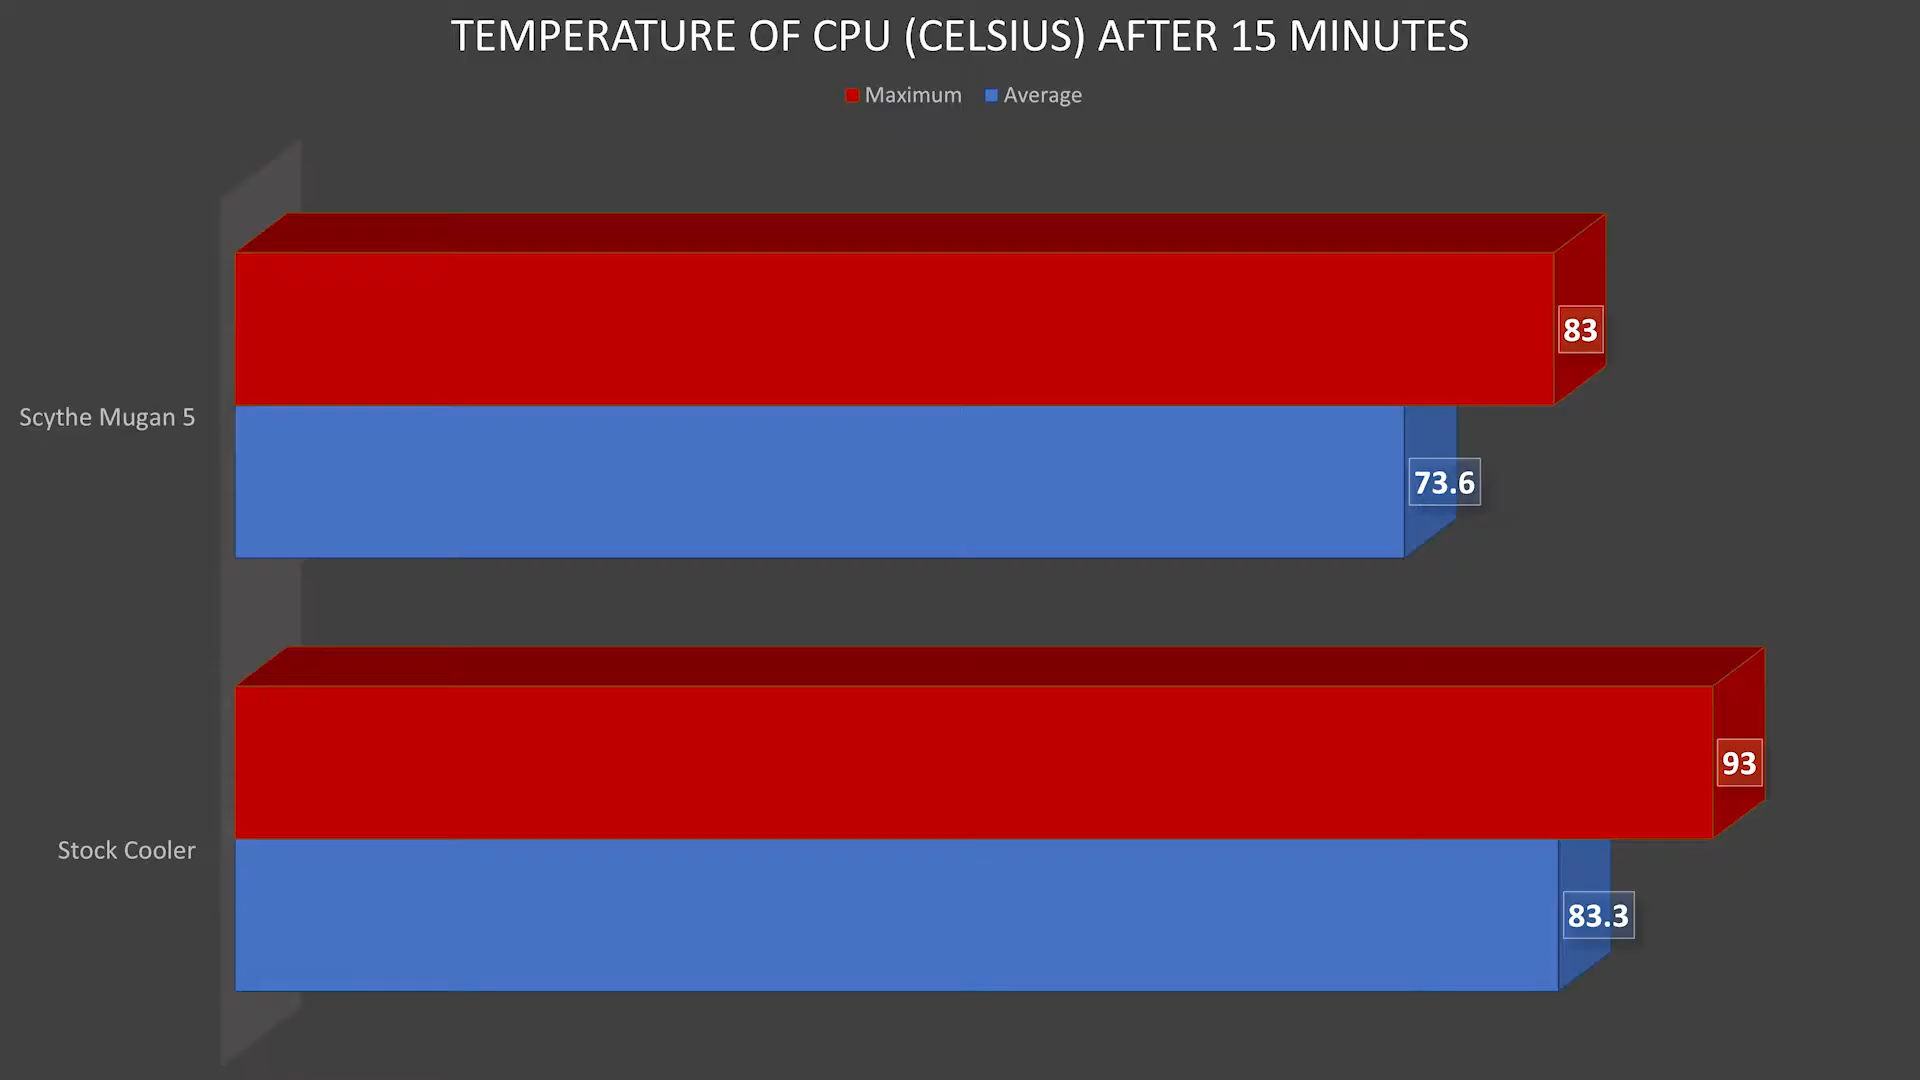 TEMPERATURE OF CPU (CELSIUS) AFTER 15 MINUTES
Maximum Average
83
Scythe Mugan 5
73.6
93
Stock Cooler
83.3